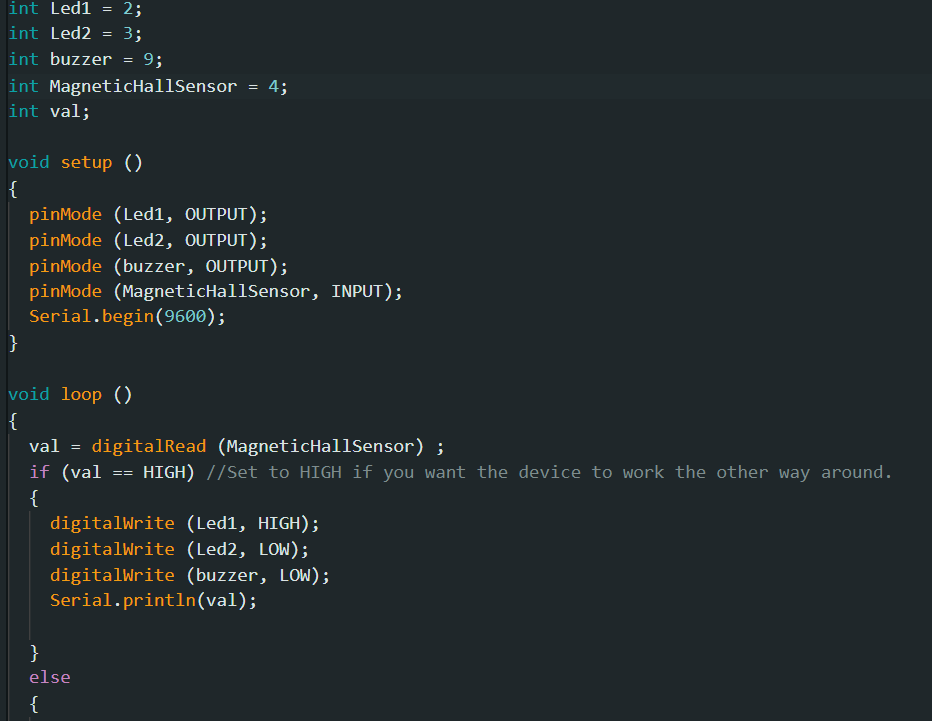 int Led1 = 2;
int Led2 = 3;
int buzzer = 9;
int MagneticHallSensor = 4;
int val;
void setup ()
{
pinMode (Led1, OUTPUT);
pinMode (Led2, OUTPUT);
pinMode (buzzer, OUTPUT);
pinMode (MagneticHallSensor, INPUT);
Serial.begin(9600);
}
void loop ()
{
val = digitalRead (MagneticHallSensor) ;
if (val == HIGH) //Set to HIGH if you want the device to work the other way around.
{
digitalWrite (Led1, HIGH);
digitalWrite (Led2, LOW);
digitalWrite (buzzer, LOW);
Serial.println(val);
}
else
{